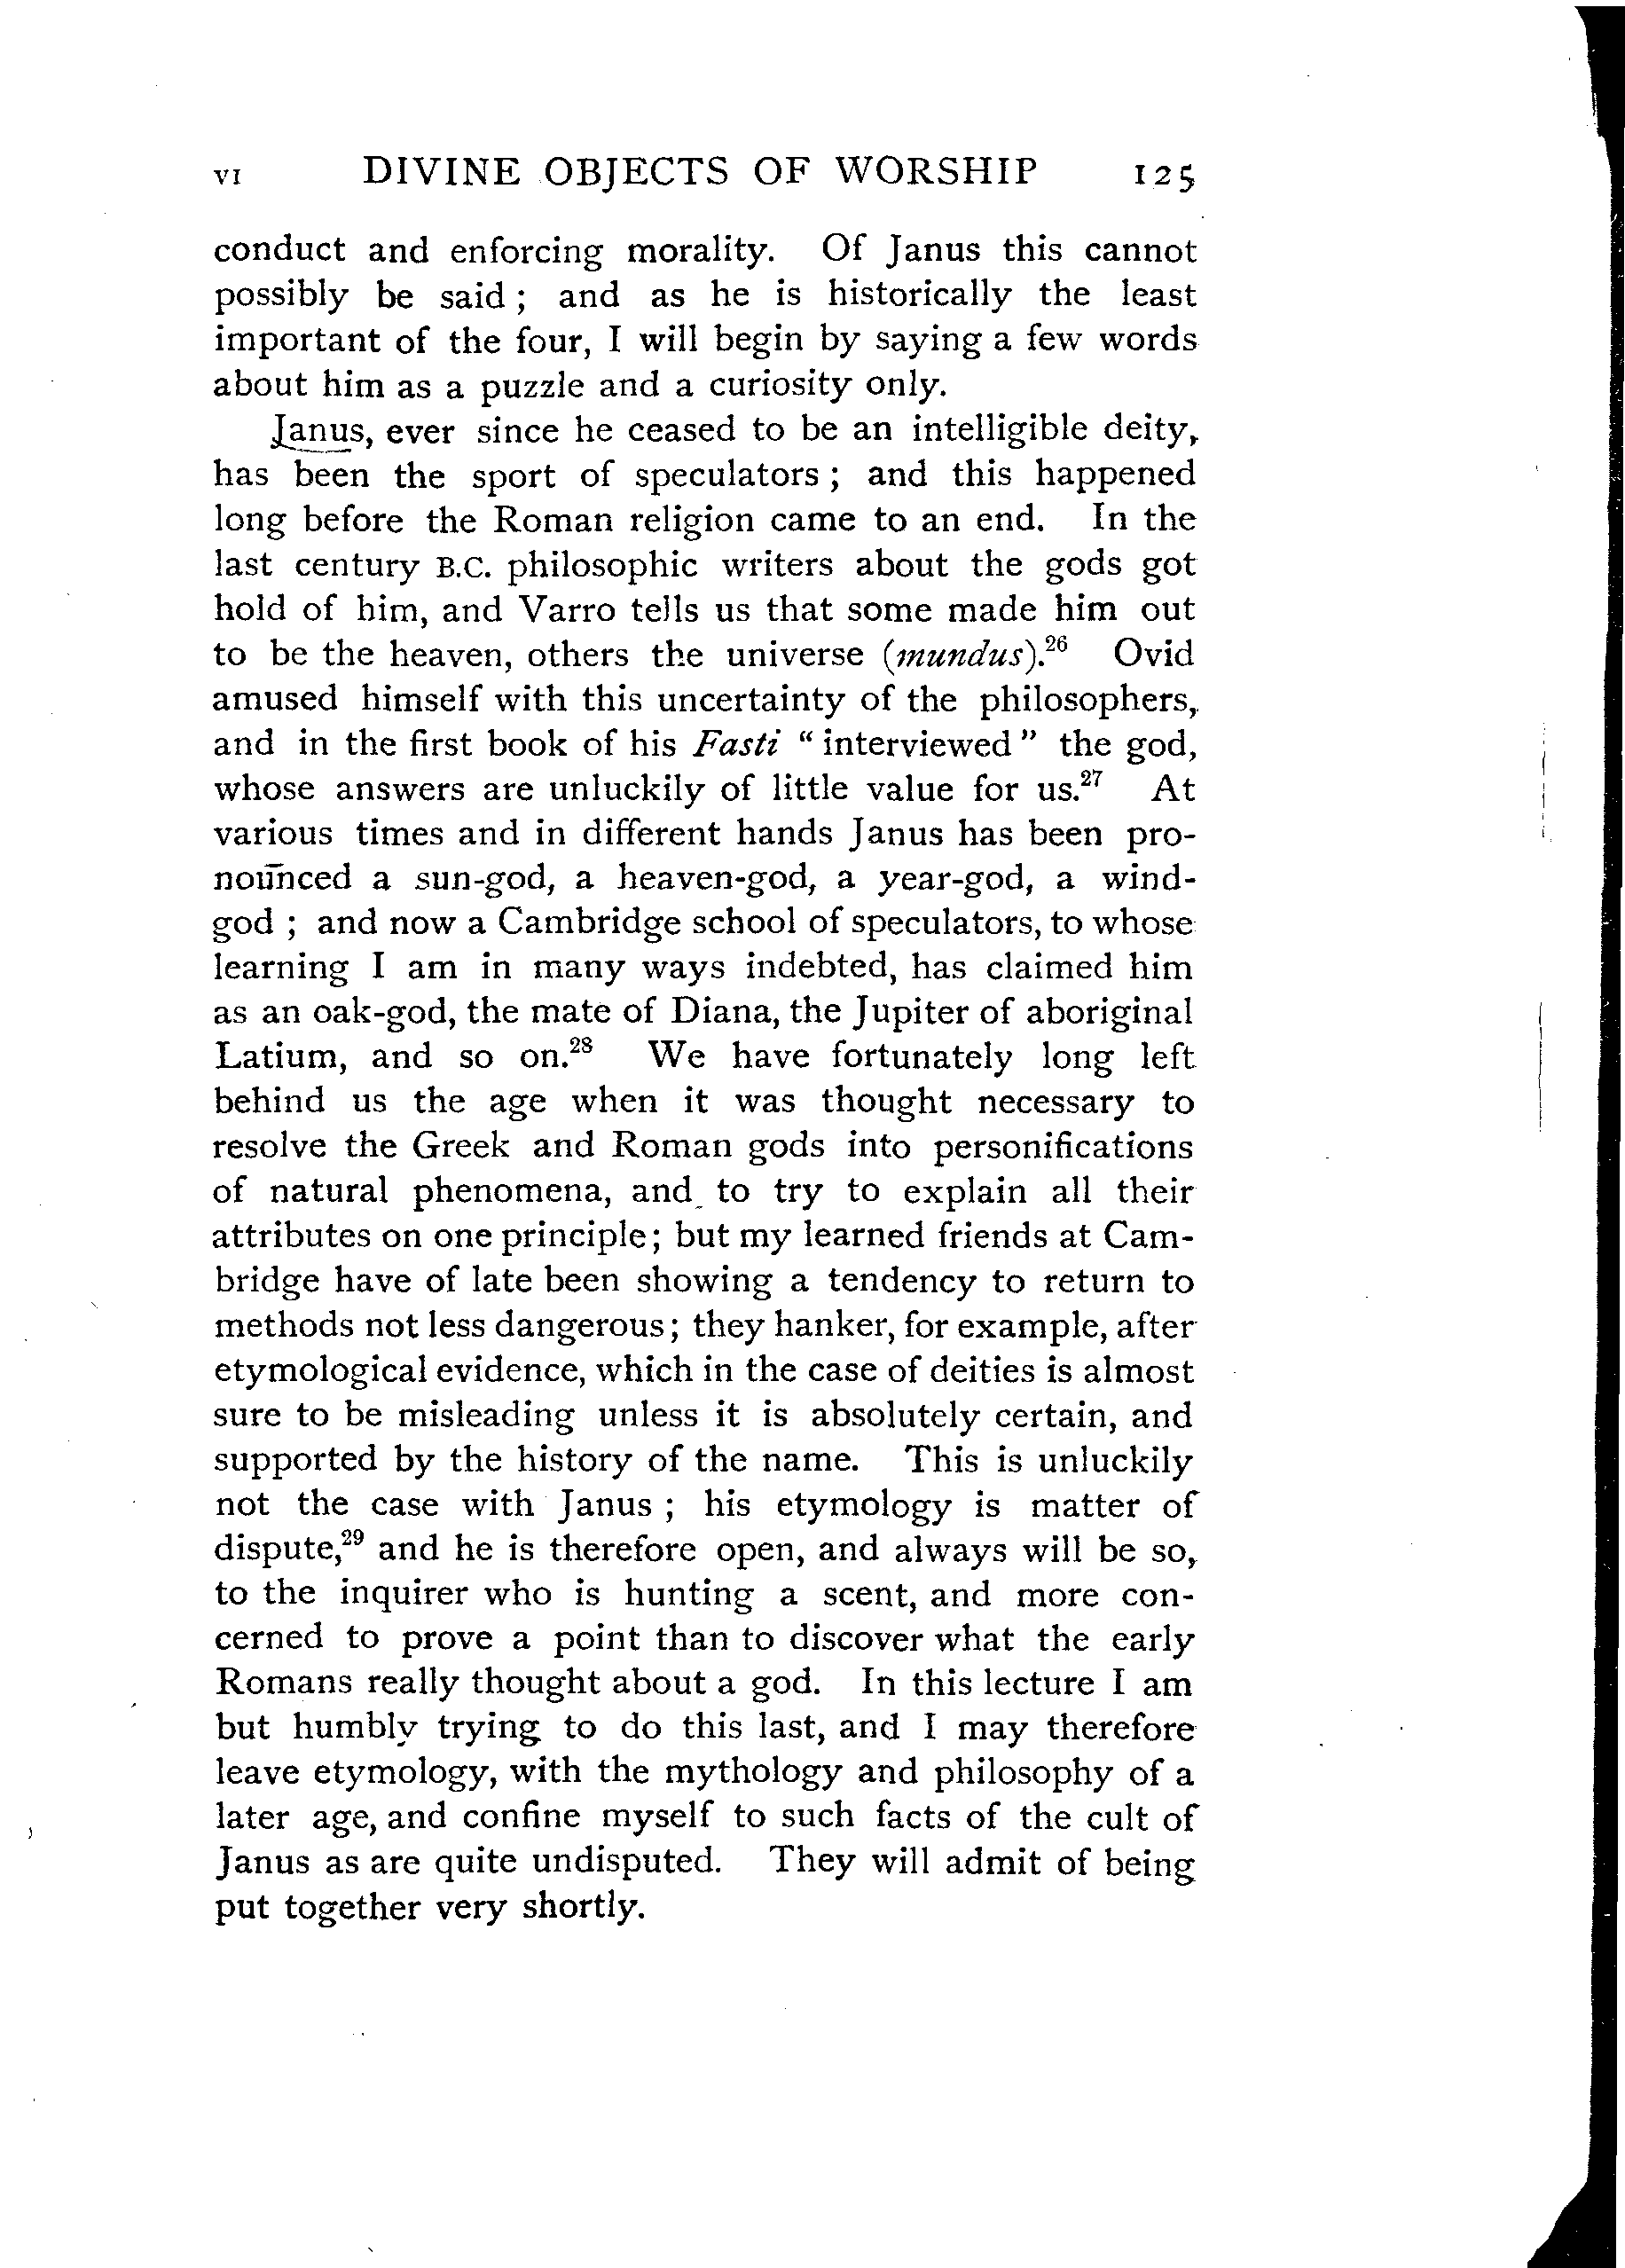 VI DIVINE OBJECTS OF WORSHIP 125
conduct and enforcing morality. Of Janus this cannot
possibly be said ; and as he is historically the least
important of the four, I will begin by saying a few words
about him as a puzzle and a curiosity only.
Janus, ever since he ceased to be an intelligible deity,
has been the sport of speculators ; and this happened
long before the Roman religion came to an end. In the
last century B.C. philosophic writers about the gods got
hold of him, and Varro tells us that some made him out
to be the heaven, others the universe (mundus).26 Ovid
amused himself with this uncertainty of the philosophers,
and in the first book of his Fasti “ interviewed ” the god,
whose answers are unluckily of little value for us.27 At
various times and in different hands Janus has been pro-
nounced a sun-god, a heaven-god, a year-god, a wind-
god ; and now a Cambridge school of speculators, to whose
learning I am in many ways indebted, has claimed him
as an oak-god, the mate of Diana, the Jupiter of aboriginal
Latium, and so on.28 We have fortunately long left
behind us the age when it was thought necessary to
resolve the Greek and Roman gods into personifications
of natural phenomena, and to try to explain all their
attributes on one principle ; but my learned friends at Cam-
bridge have of late been showing a tendency to return to
methods not less dangerous ; they hanker, for example, after
etymological evidence, which in the case of deities is almost
sure to be misleading unless it is absolutely certain, and
supported by the history of the name. This is unluckily
not the case with Janus ; his etymology is matter of
dispute,29 and he is therefore open, and always will be so,
to the inquirer who is hunting a scent, and more con-
cerned to prove a point than to discover what the early
Romans really thought about a god. In this lecture I am
but humbly trying to do this last, and I may therefore
leave etymology, with the mythology and philosophy of a
later age, and confine myself to such facts of the cult of
Janus as are quite undisputed. They will admit of being
put together very shortly.